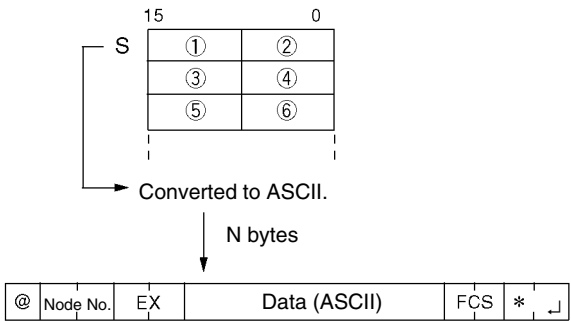 15 0
S ① ②
③ ④
⑤ ⑥
Converted to ASCII.
N bytes
@ Node No. EX Data (ASCII) FCS * ↵